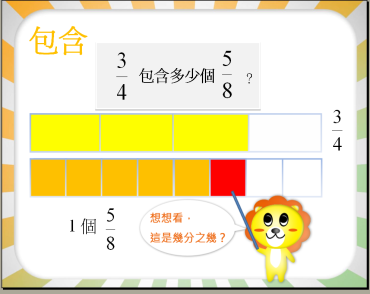 包含
3/4 包含多少個 5/8 ？
3/4
1個 5/8
想想看，
這是幾分之幾？